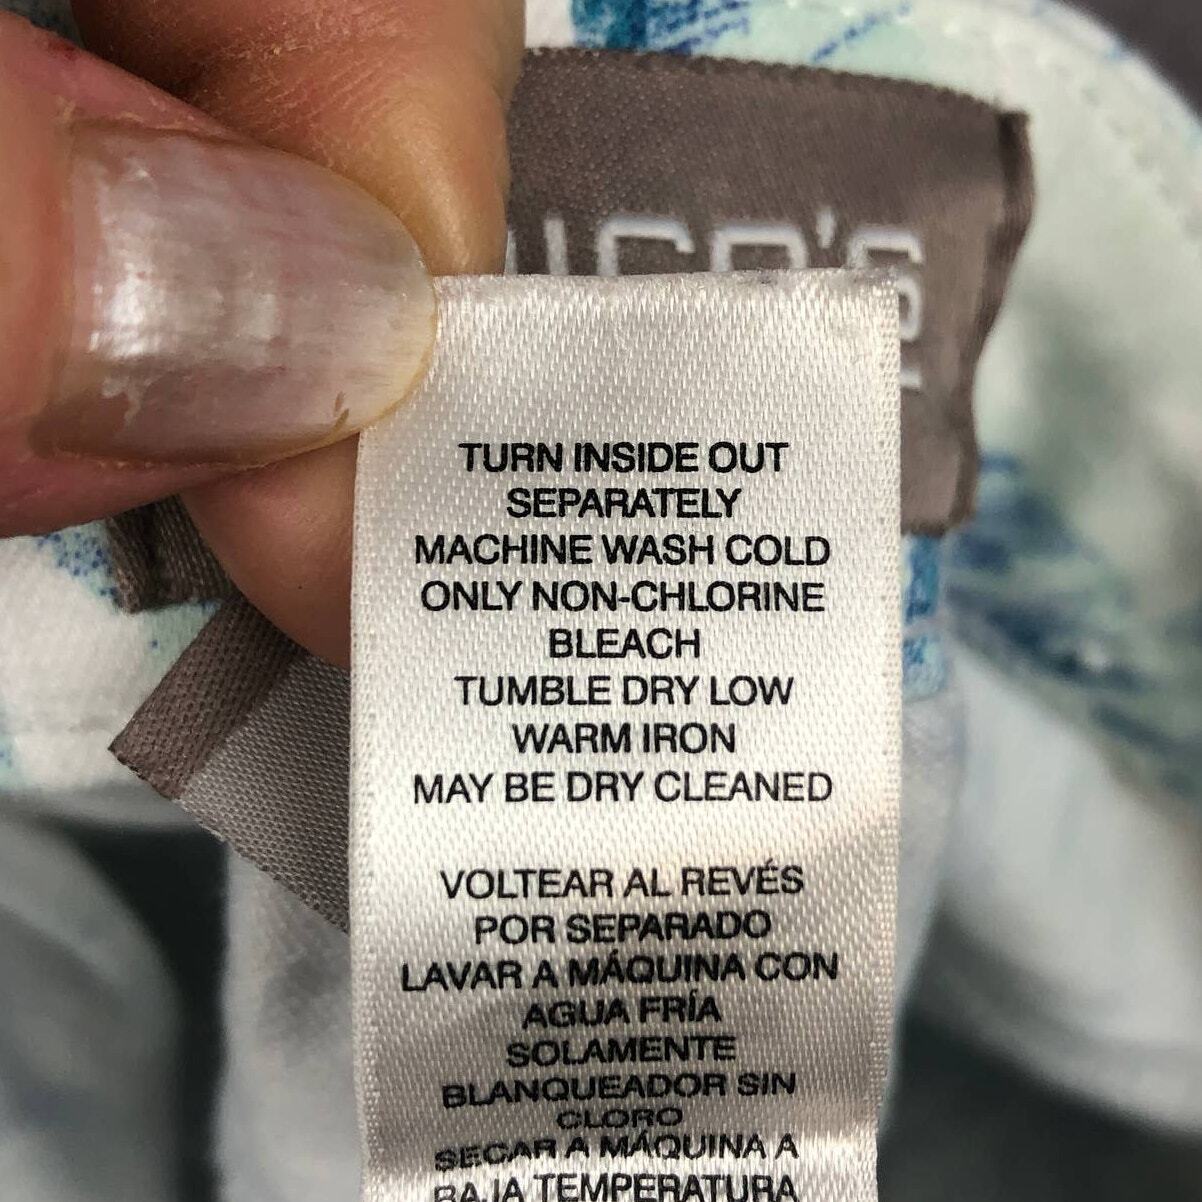 TURN INSIDE OUT
SEPARATELY
MACHINE WASH COLD
ONLY NON-CHLORINE
BLEACH
TUMBLE DRY LOW
WARM IRON
MAY BE DRY CLEANED
VOLTEAR AL REVÉS
POR SEPARADO
LAVAR A MÁQUINA CON
AGUA FRÍA
SOLAMENTE
BLANQUEADOR SIN
CLORO
SECAR A MÁQUINA A
BAJA TEMPERATURA